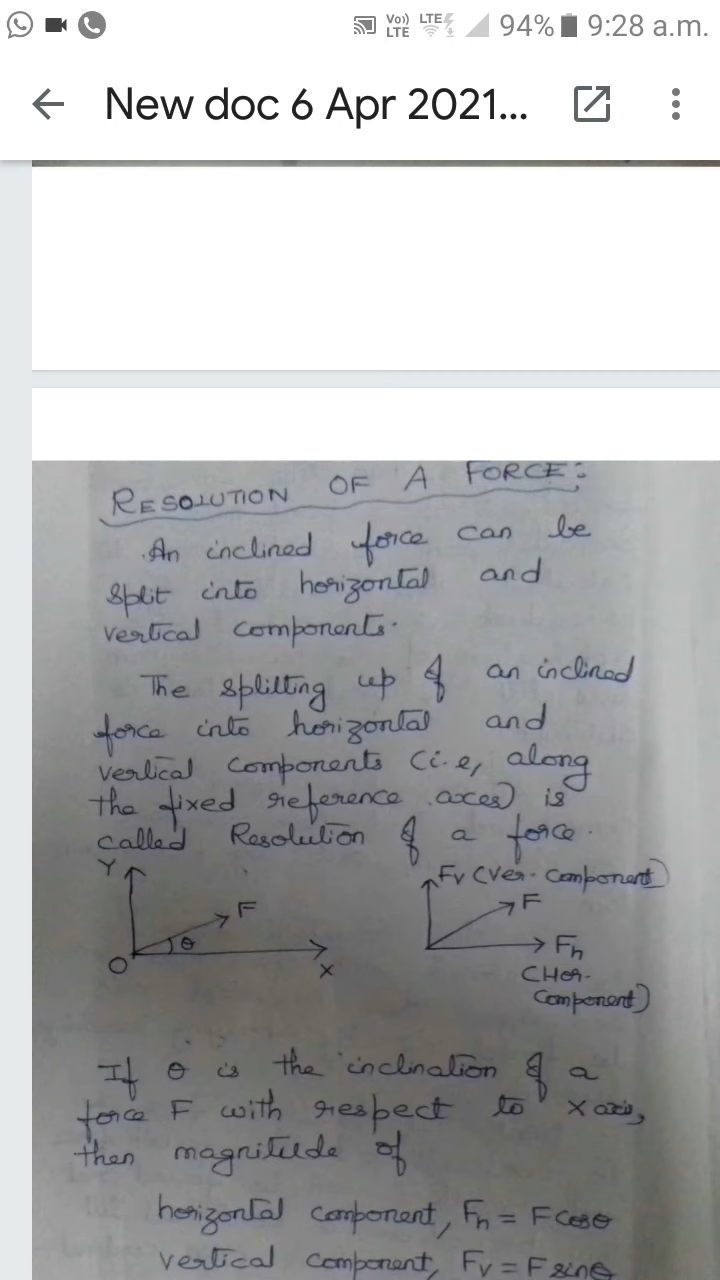 Vo)) LTE LTE 94% 9:28 a.m.
New doc 6 Apr 2021...
RESOLUTION OF A FORCE:
An inclined force can be
split into horizontal and
vertical components.
The splitting up of an inclined
force into horizontal and
vertical components (i.e, along
the fixed reference axes) is
called Resolution of a force.
Y F θ O X
Fv (Ver. Component)
F
Fh
(Hor.
Component)
If θ is the inclination of a
force F with respect to X axis,
then magnitude of
horizontal component, Fh = F cosθ
vertical component, Fv = F sinθ